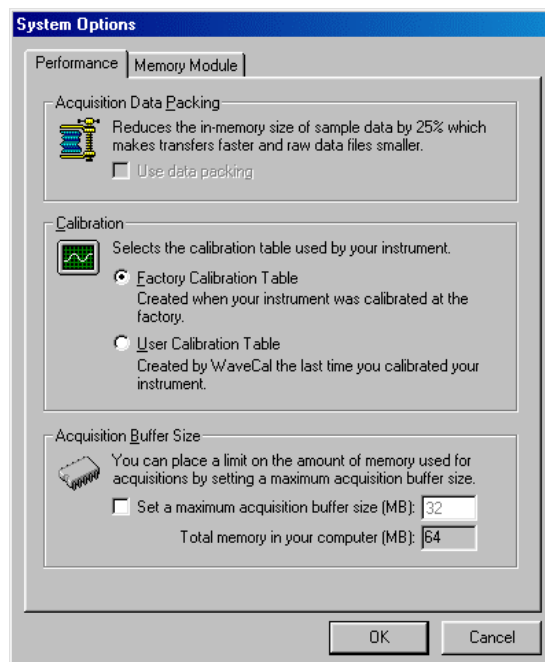 System Options
Performance
Memory Module
Acquisition Data Packing
Reduces the in-memory size of sample data by 25% which
makes transfers faster and raw data files smaller.
Use data packing
Calibration
Selects the calibration table used by your instrument.
Factory Calibration Table
Created when your instrument was calibrated at the
factory.
User Calibration Table
Created by WaveCal the last time you calibrated your
instrument.
Acquisition Buffer Size
You can place a limit on the amount of memory used for
acquisitions by setting a maximum acquisition buffer size.
Set a maximum acquisition buffer size (MB): 32
Total memory in your computer (MB): 64
OK
Cancel